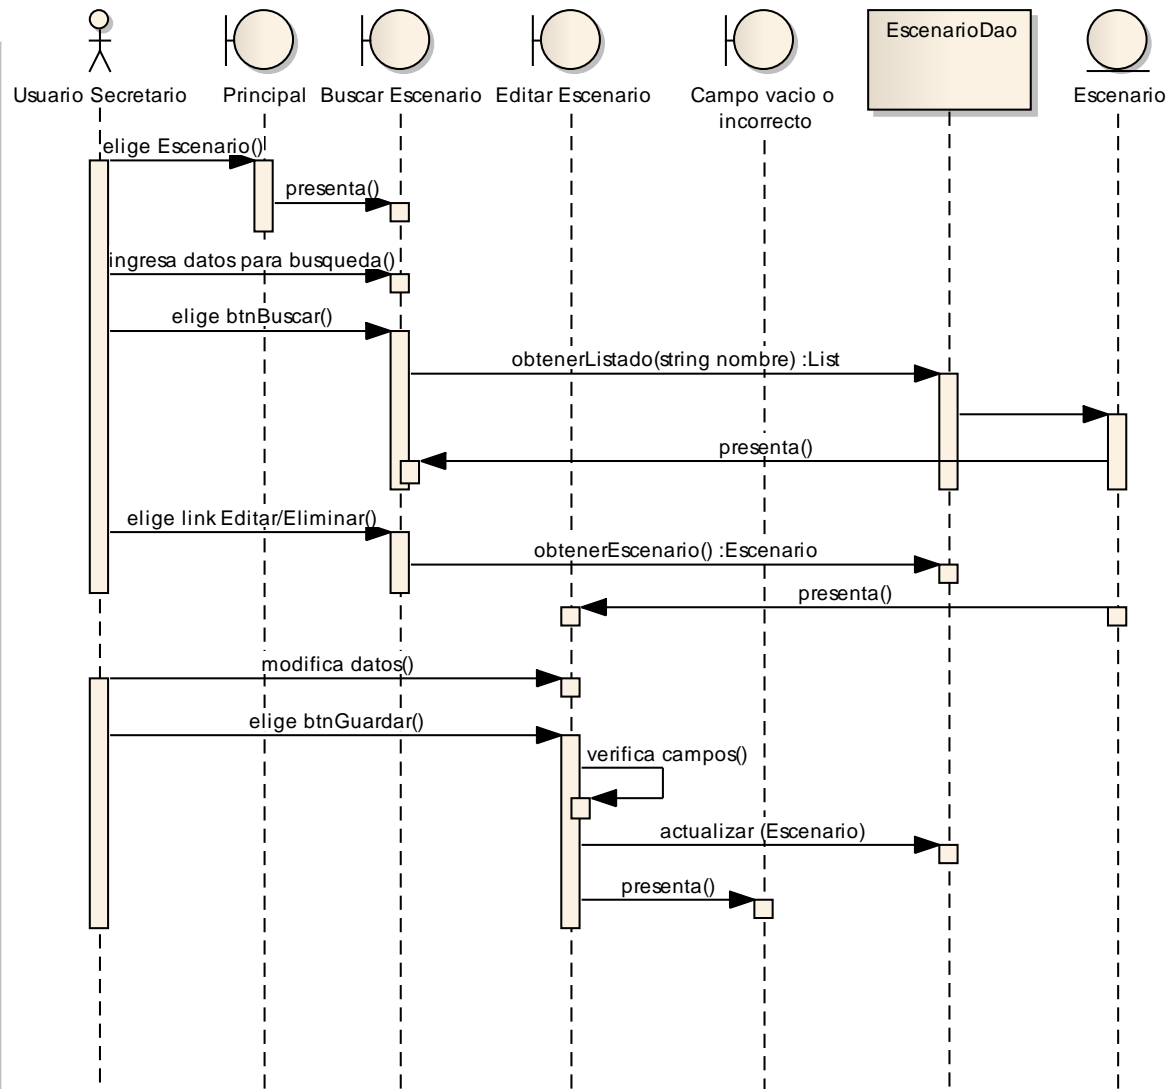 EscenarioDao
Usuario Secretario
Principal
Buscar Escenario
Editar Escenario
Campo vacio o
incorrecto
Escenario
elige Escenario()
presenta()
ingresa datos para busqueda()
elige btnBuscar()
obtenerListado(string nombre) :List
presenta()
elige link Editar/Eliminar()
obtenerEscenario() :Escenario
presenta()
modifica datos()
elige btnGuardar()
verifica campos()
actualizar (Escenario)
presenta()